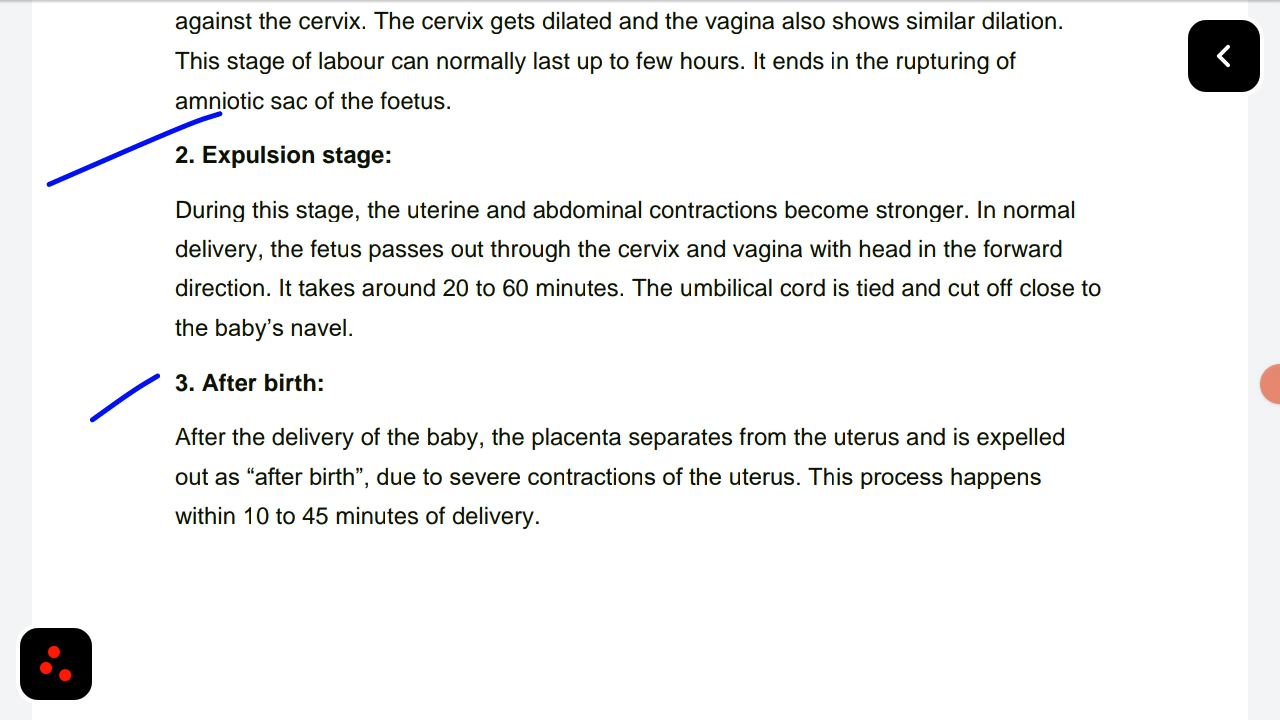 against the cervix. The cervix gets dilated and the vagina also shows similar dilation.
This stage of labour can normally last up to few hours. It ends in the rupturing of
amniotic sac of the foetus.
2. Expulsion stage:
During this stage, the uterine and abdominal contractions become stronger. In normal
delivery, the fetus passes out through the cervix and vagina with head in the forward
direction. It takes around 20 to 60 minutes. The umbilical cord is tied and cut off close to
the baby’s navel.
3. After birth:
After the delivery of the baby, the placenta separates from the uterus and is expelled
out as “after birth”, due to severe contractions of the uterus. This process happens
within 10 to 45 minutes of delivery.